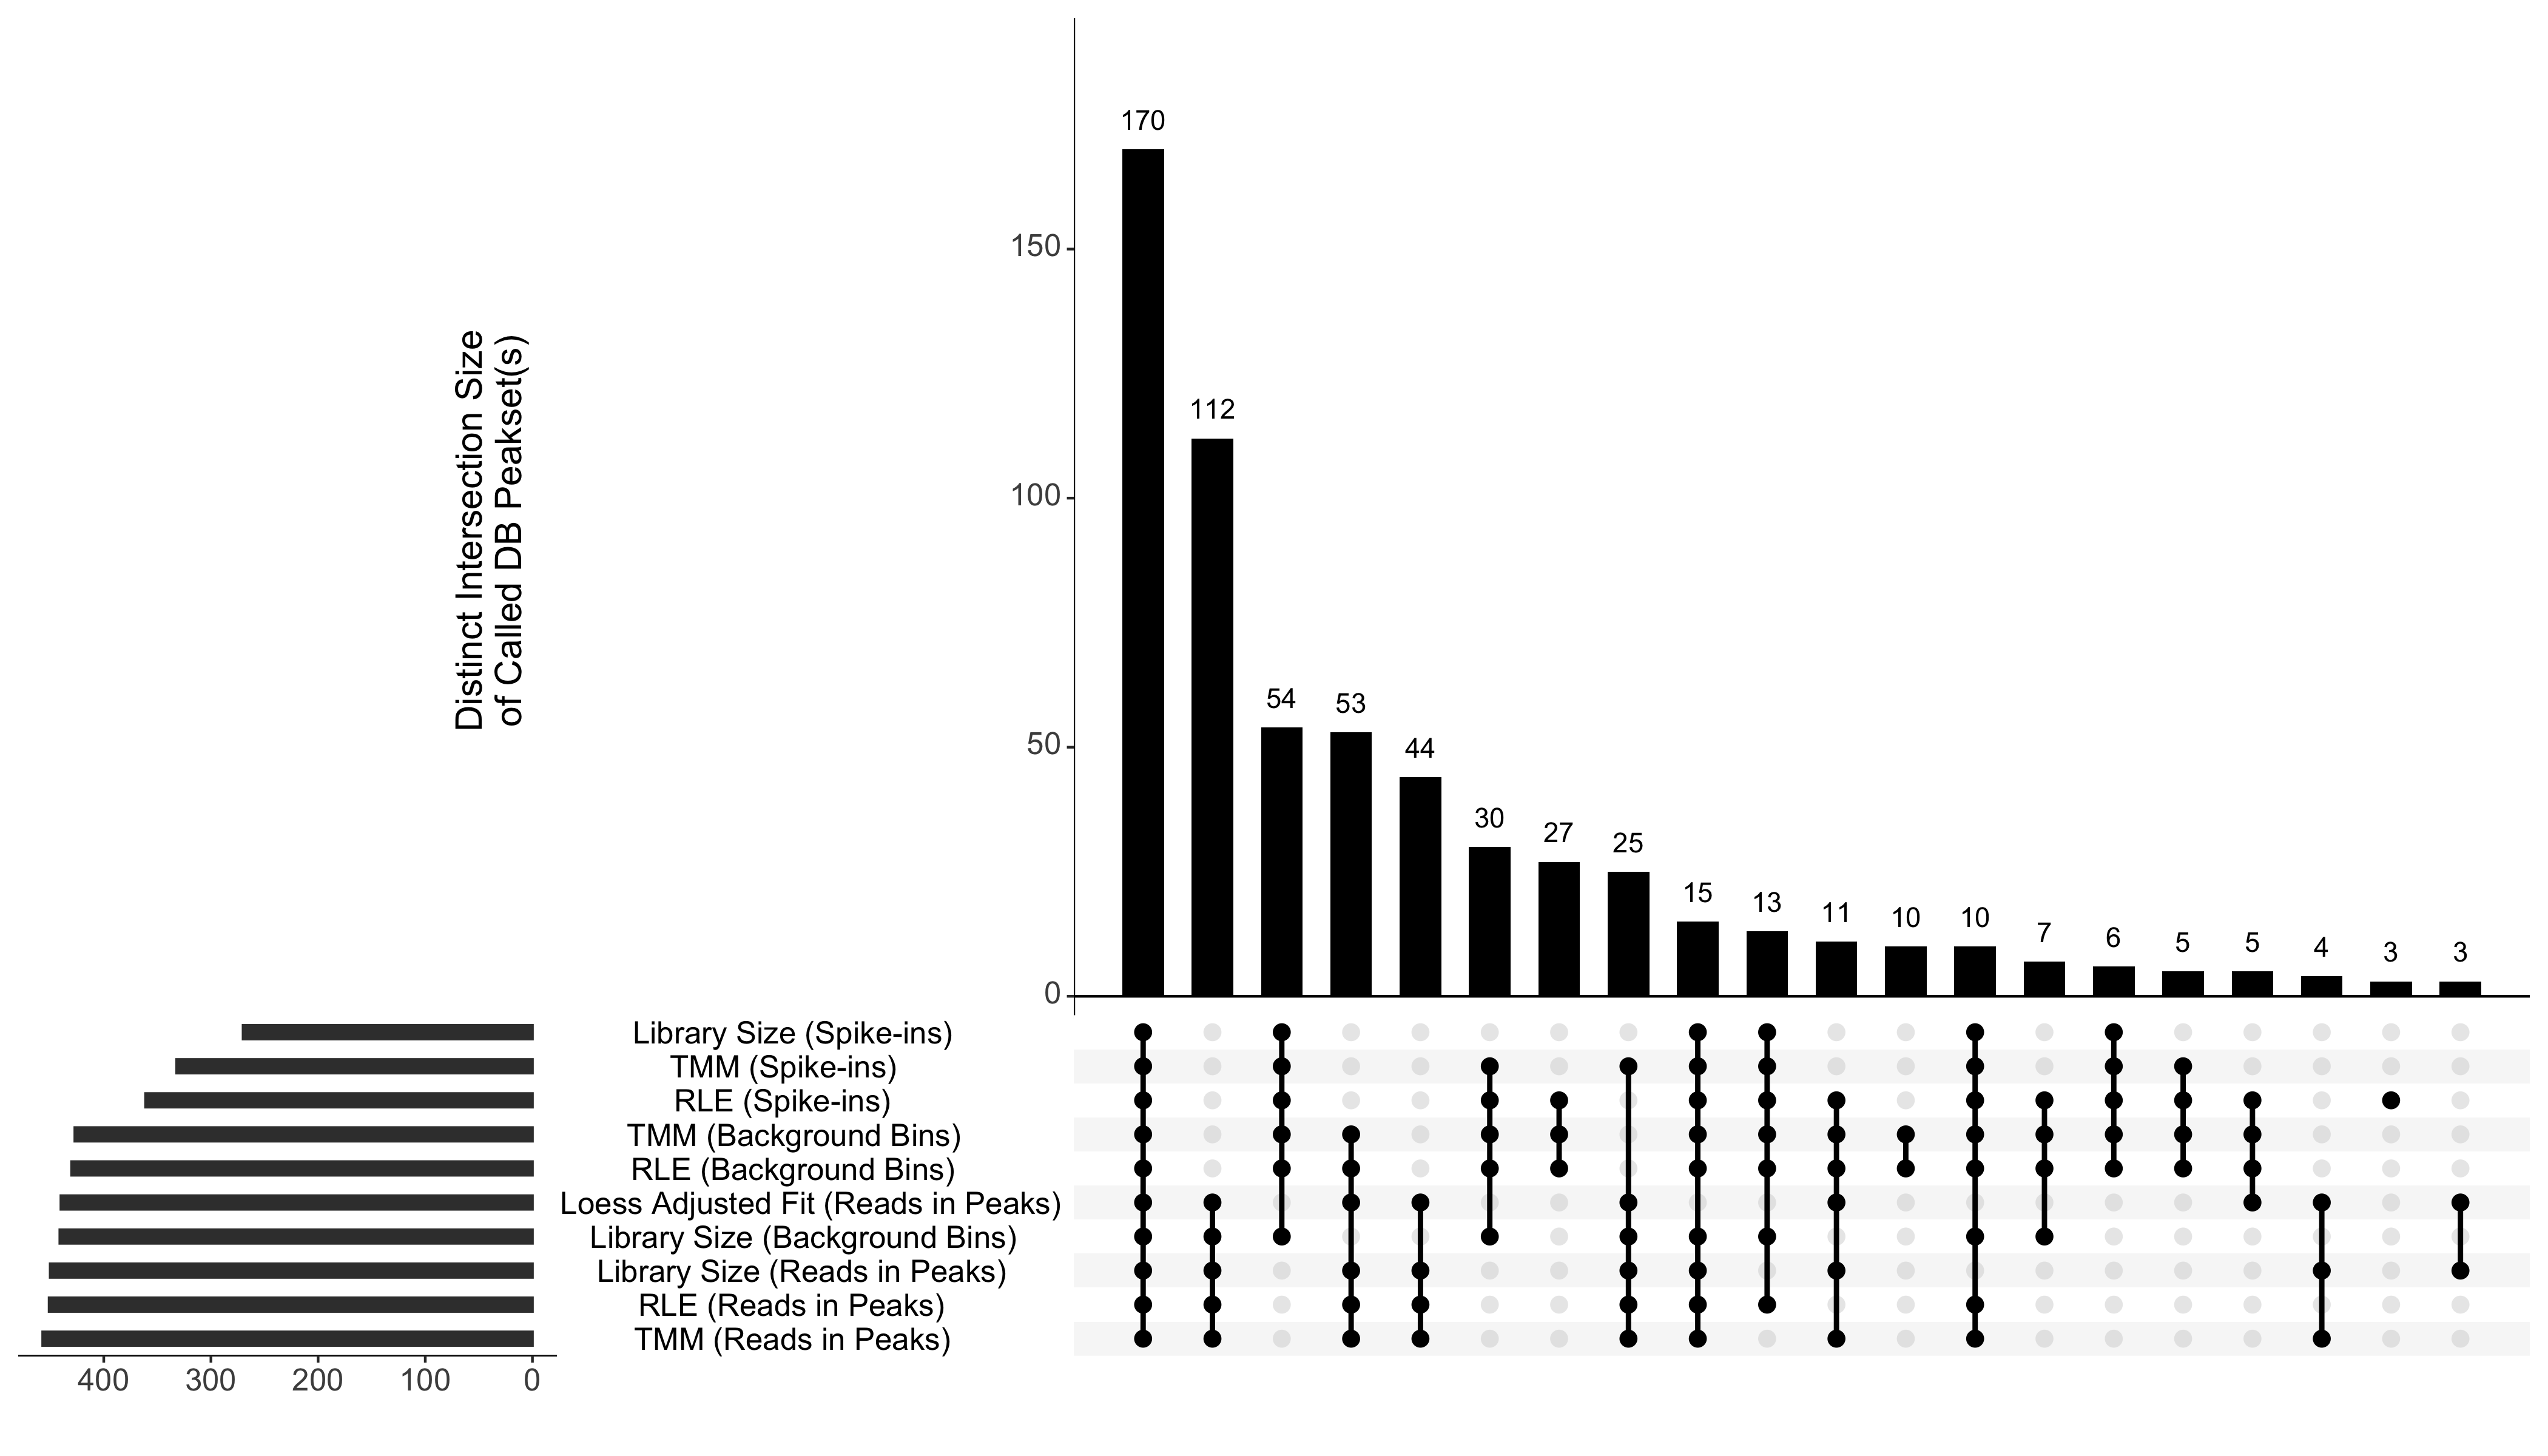 Distinct Intersection Size
of Called DB Peakset(s)
150
100
50
0
170
112
54
53
44
30
27
25
15
13
11
10
10
7
6
5
5
4
3
3
Library Size (Spike-ins)
TMM (Spike-ins)
RLE (Spike-ins)
TMM (Background Bins)
RLE (Background Bins)
Loess Adjusted Fit (Reads in Peaks)
Library Size (Background Bins)
Library Size (Reads in Peaks)
RLE (Reads in Peaks)
TMM (Reads in Peaks)
400 300 200 100 0